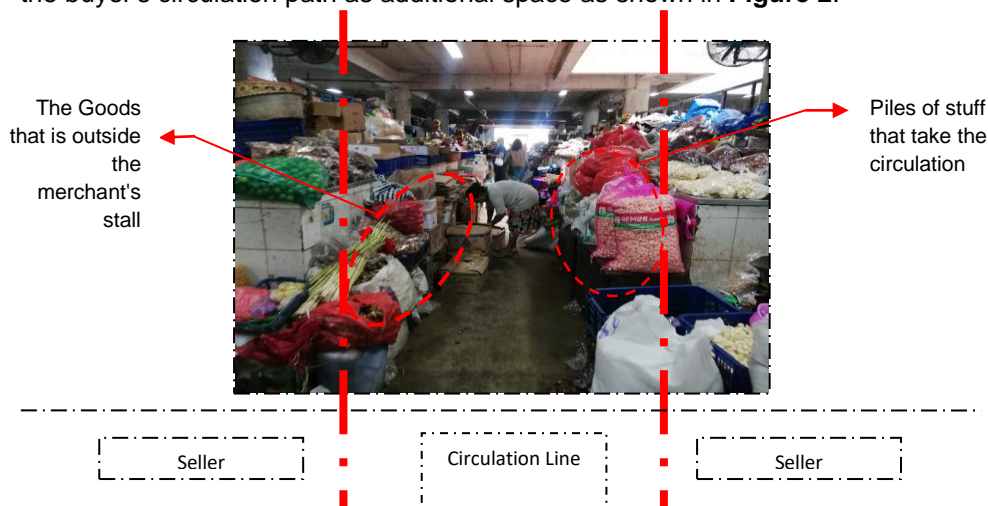 the buyer's circulation path as additional space as shown in Figure 2.
The Goods
that is outside
the
merchant's
stall
Piles of stuff
that take the
circulation
GEMUK
Seller
Circulation Line
Seller